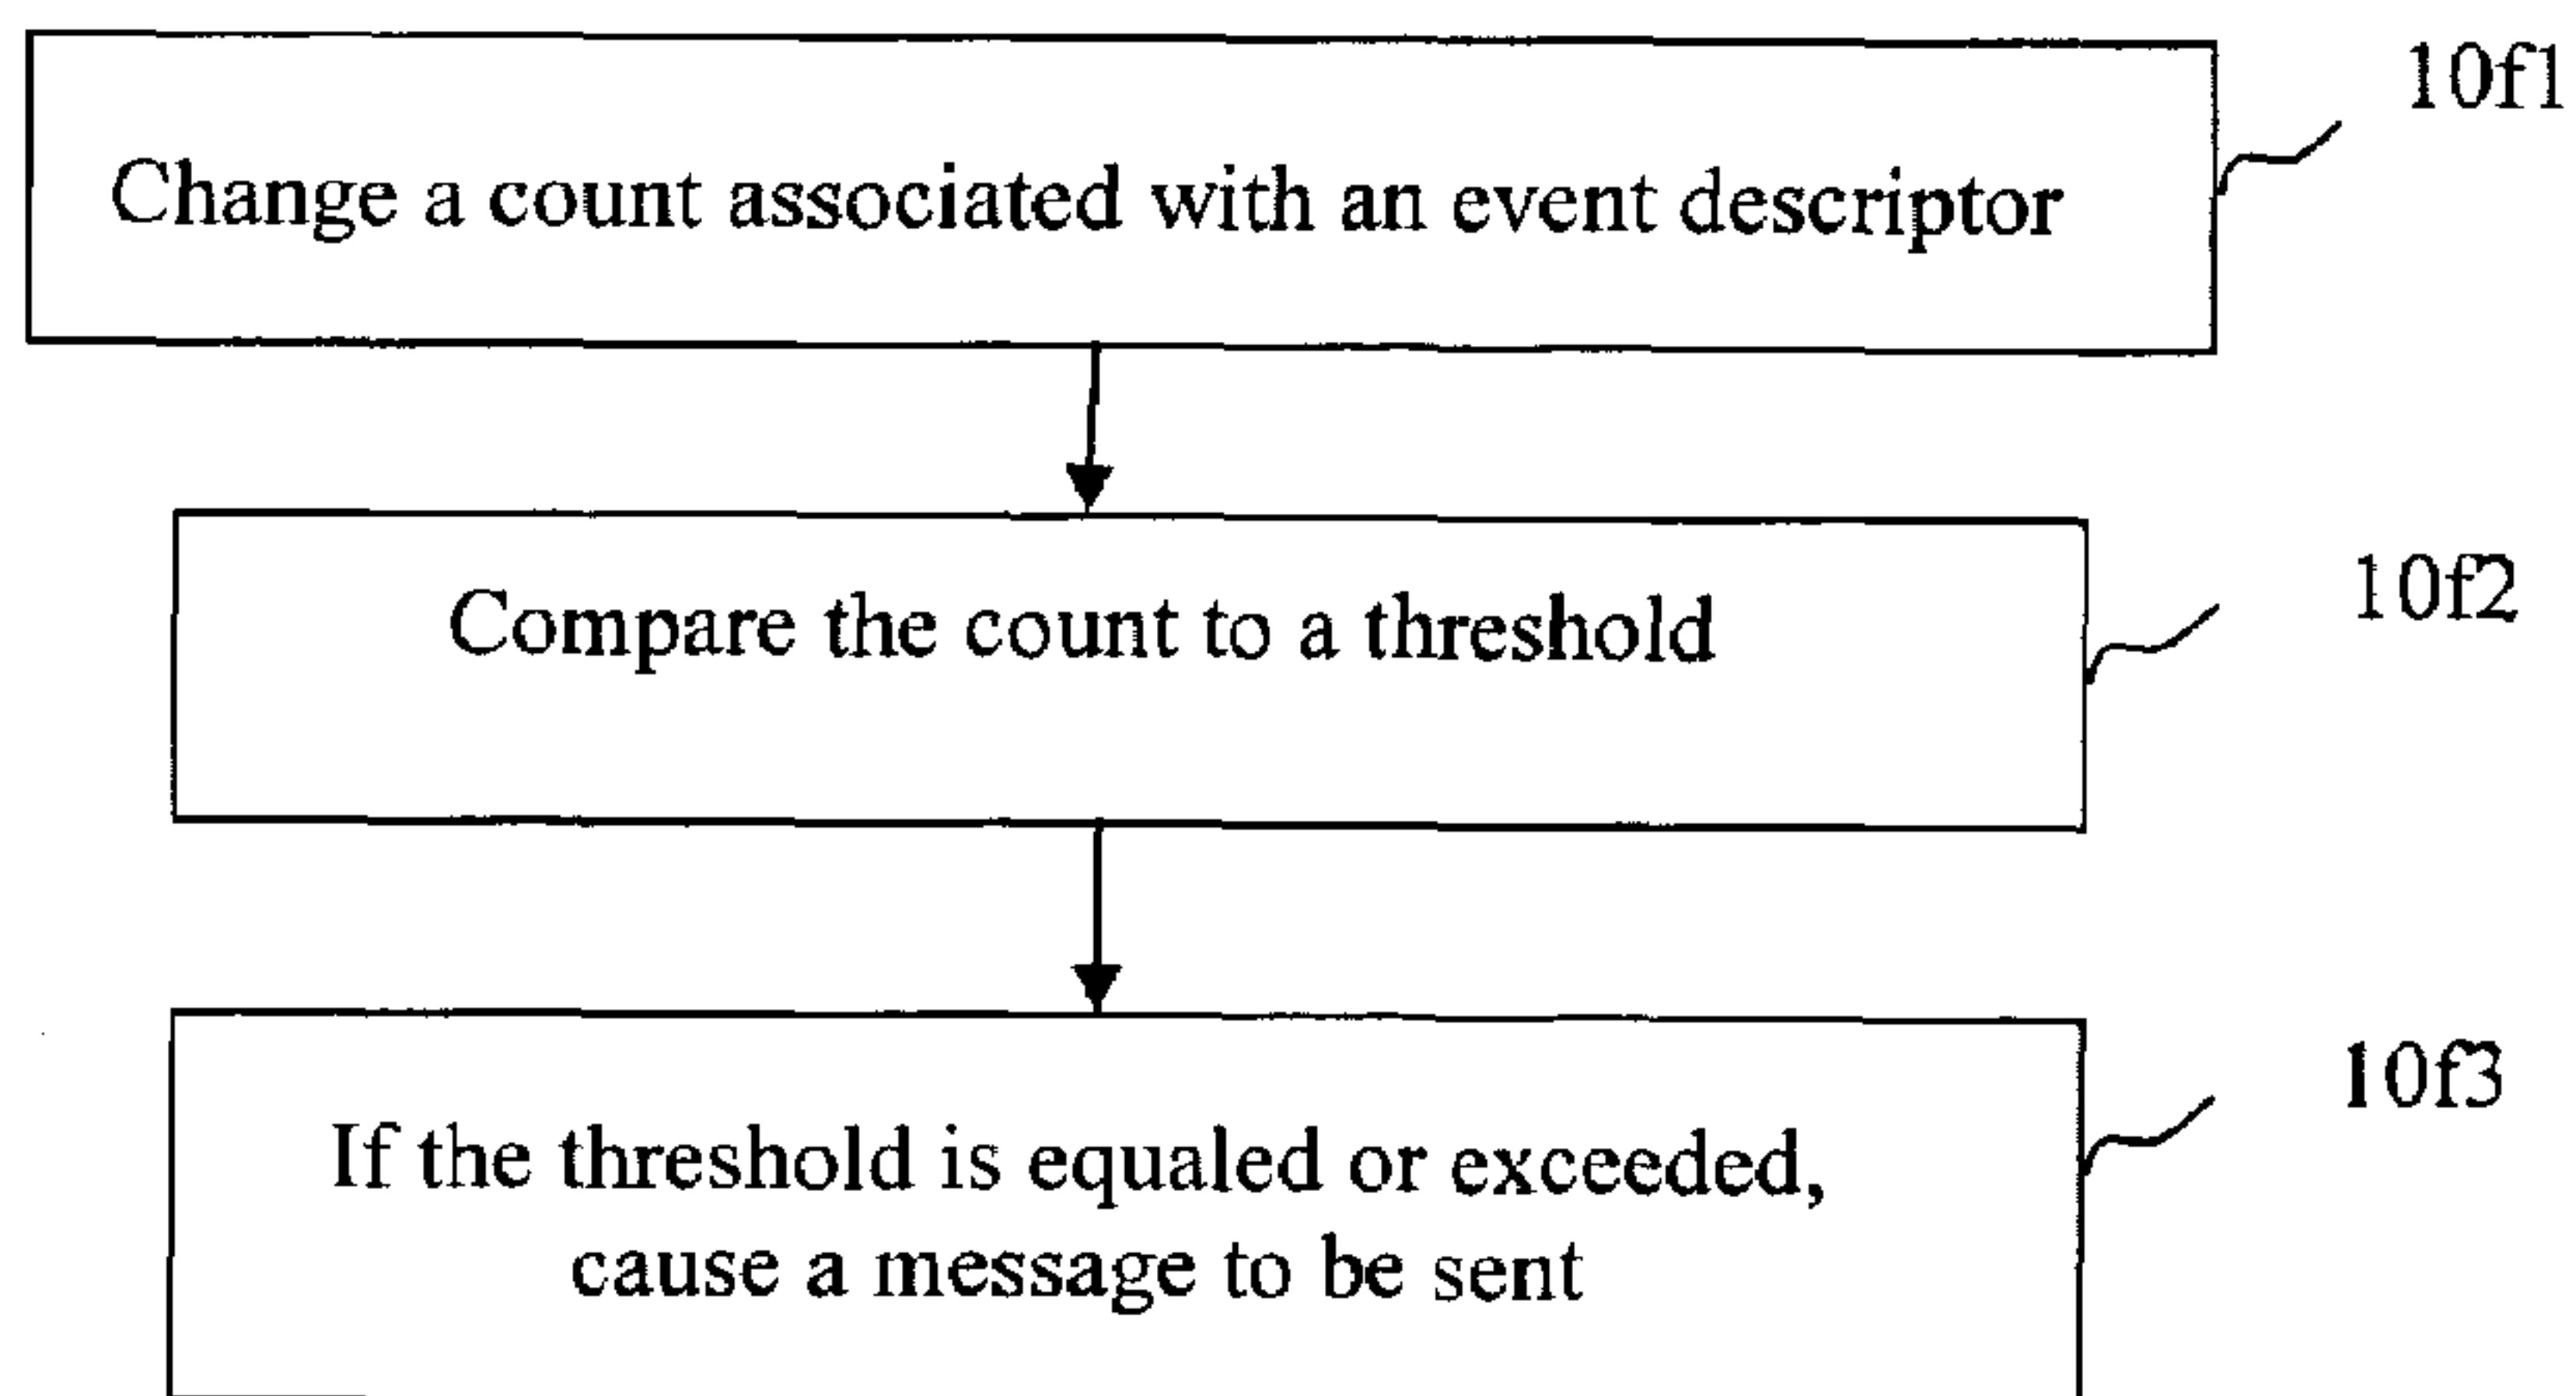 10f1
Change a count associated with an event descriptor
10f2
Compare the count to a threshold
10f3
If the threshold is equaled or exceeded,
cause a message to be sent